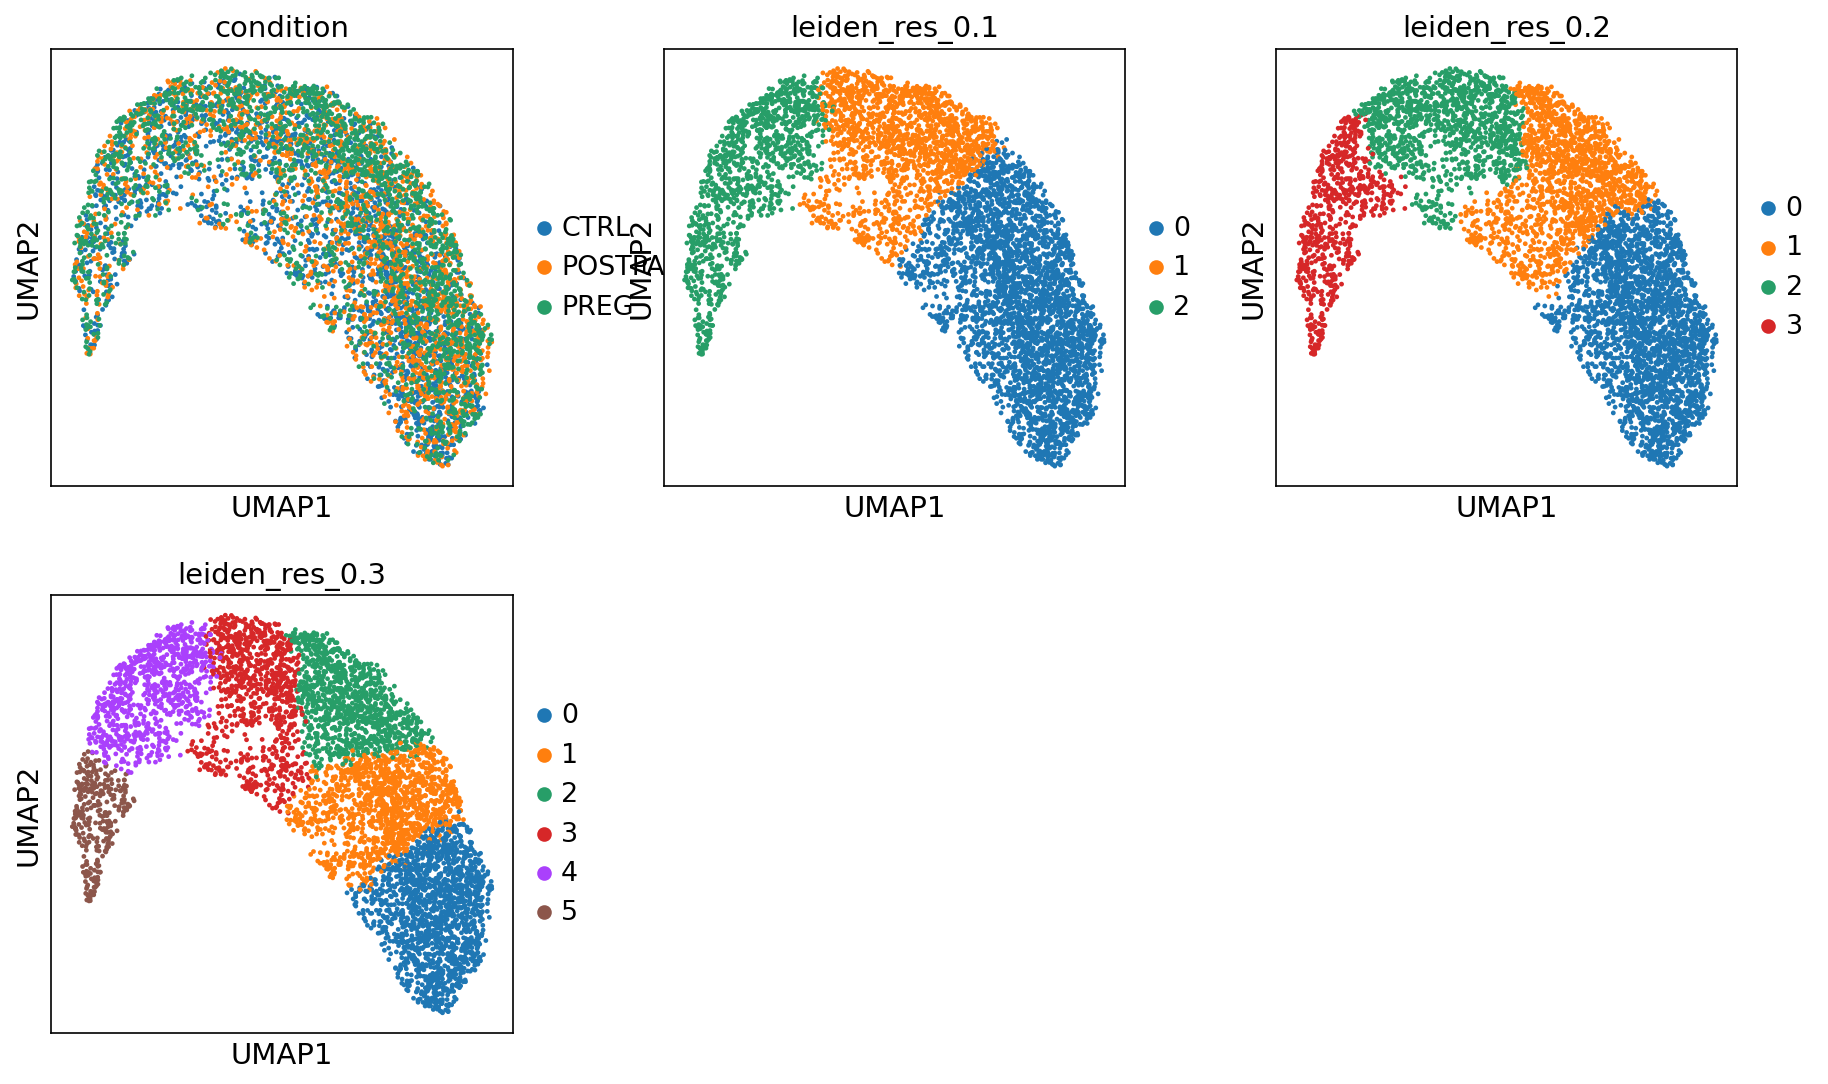 condition
UMAP2
UMAP1
CTRL
POSTPA
PREG
leiden_res_0.1
UMAP2
UMAP1
0
1
2
leiden_res_0.2
UMAP2
UMAP1
0
1
2
3
leiden_res_0.3
UMAP2
UMAP1
0
1
2
3
4
5